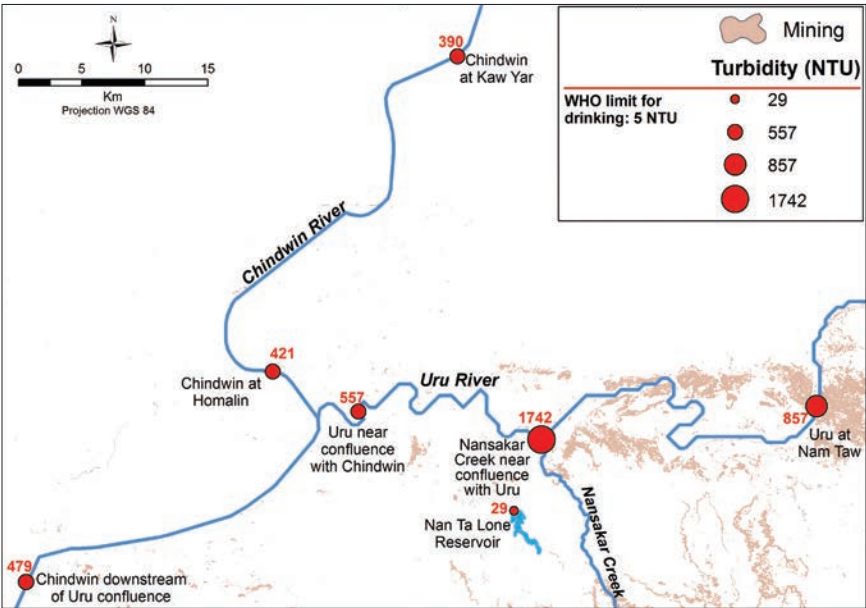 N
0 5 10 15
Km
Projection WGS 84
390
Chindwin
at Kaw Yar
Mining
Turbidity (NTU)
WHO limit for
drinking: 5 NTU
29
557
857
1742
Chindwin River
421
Chindwin at
Homalin
557
Uru near
confluence
with Chindwin
Uru River
1742
Nansakar
Creek near
confluence
with Uru
857
Uru at
Nam Taw
29
Nan Ta Lone
Reservoir
Nansakar Creek
479
Chindwin downstream
of Uru confluence